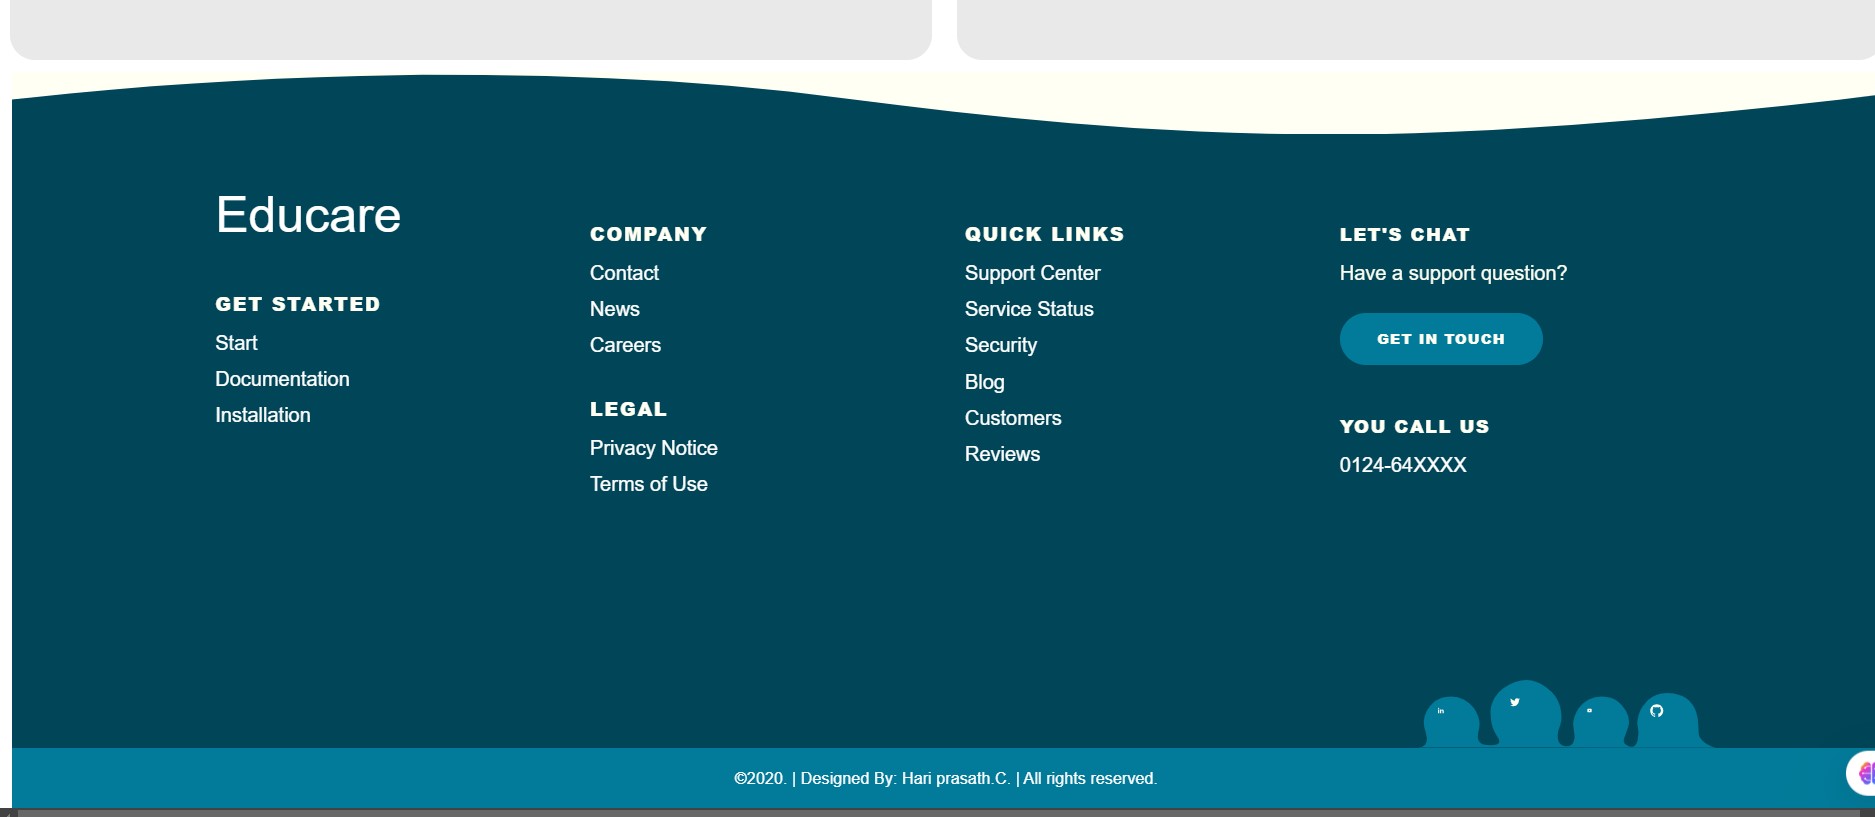 Educare
GET STARTED
Start
Documentation
Installation
COMPANY
Contact
News
Careers
LEGAL
Privacy Notice
Terms of Use
QUICK LINKS
Support Center
Service Status
Security
Blog
Customers
Reviews
LET'S CHAT
Have a support question?
GET IN TOUCH
YOU CALL US
0124-64XXXX
in
©2020. | Designed By: Hari prasath.C. | All rights reserved.